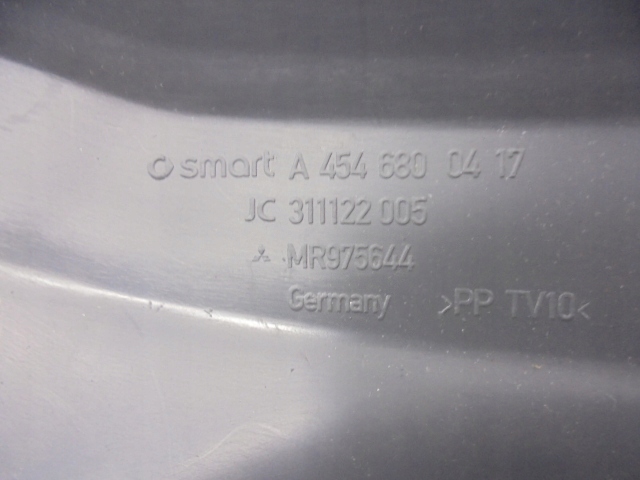 smart A 454 680 04 17
JC 311122 005
MR975644
Germany >PP TV10<